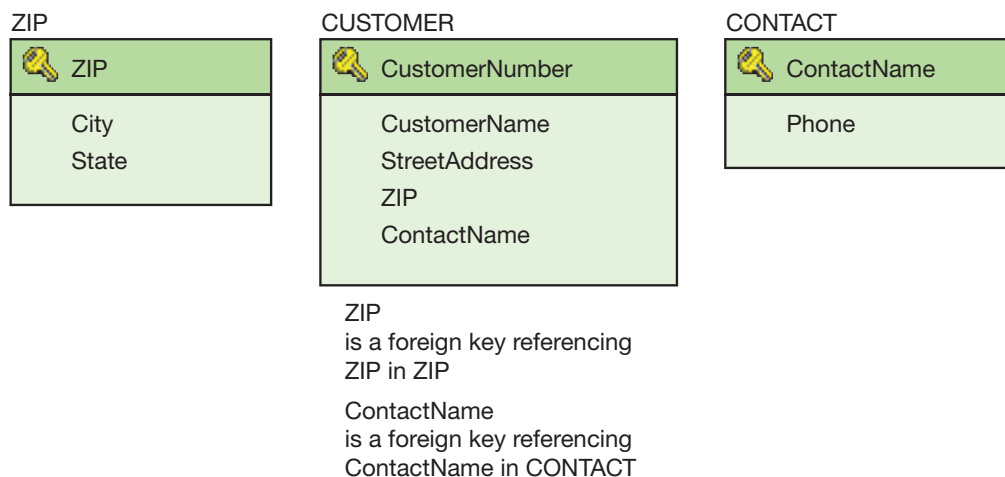 ZIP
ZIP
City
State
CUSTOMER
CustomerNumber
CustomerName
StreetAddress
ZIP
ContactName
ZIP
is a foreign key referencing
ZIP in ZIP
ContactName
is a foreign key referencing
ContactName in CONTACT
CONTACT
ContactName
Phone